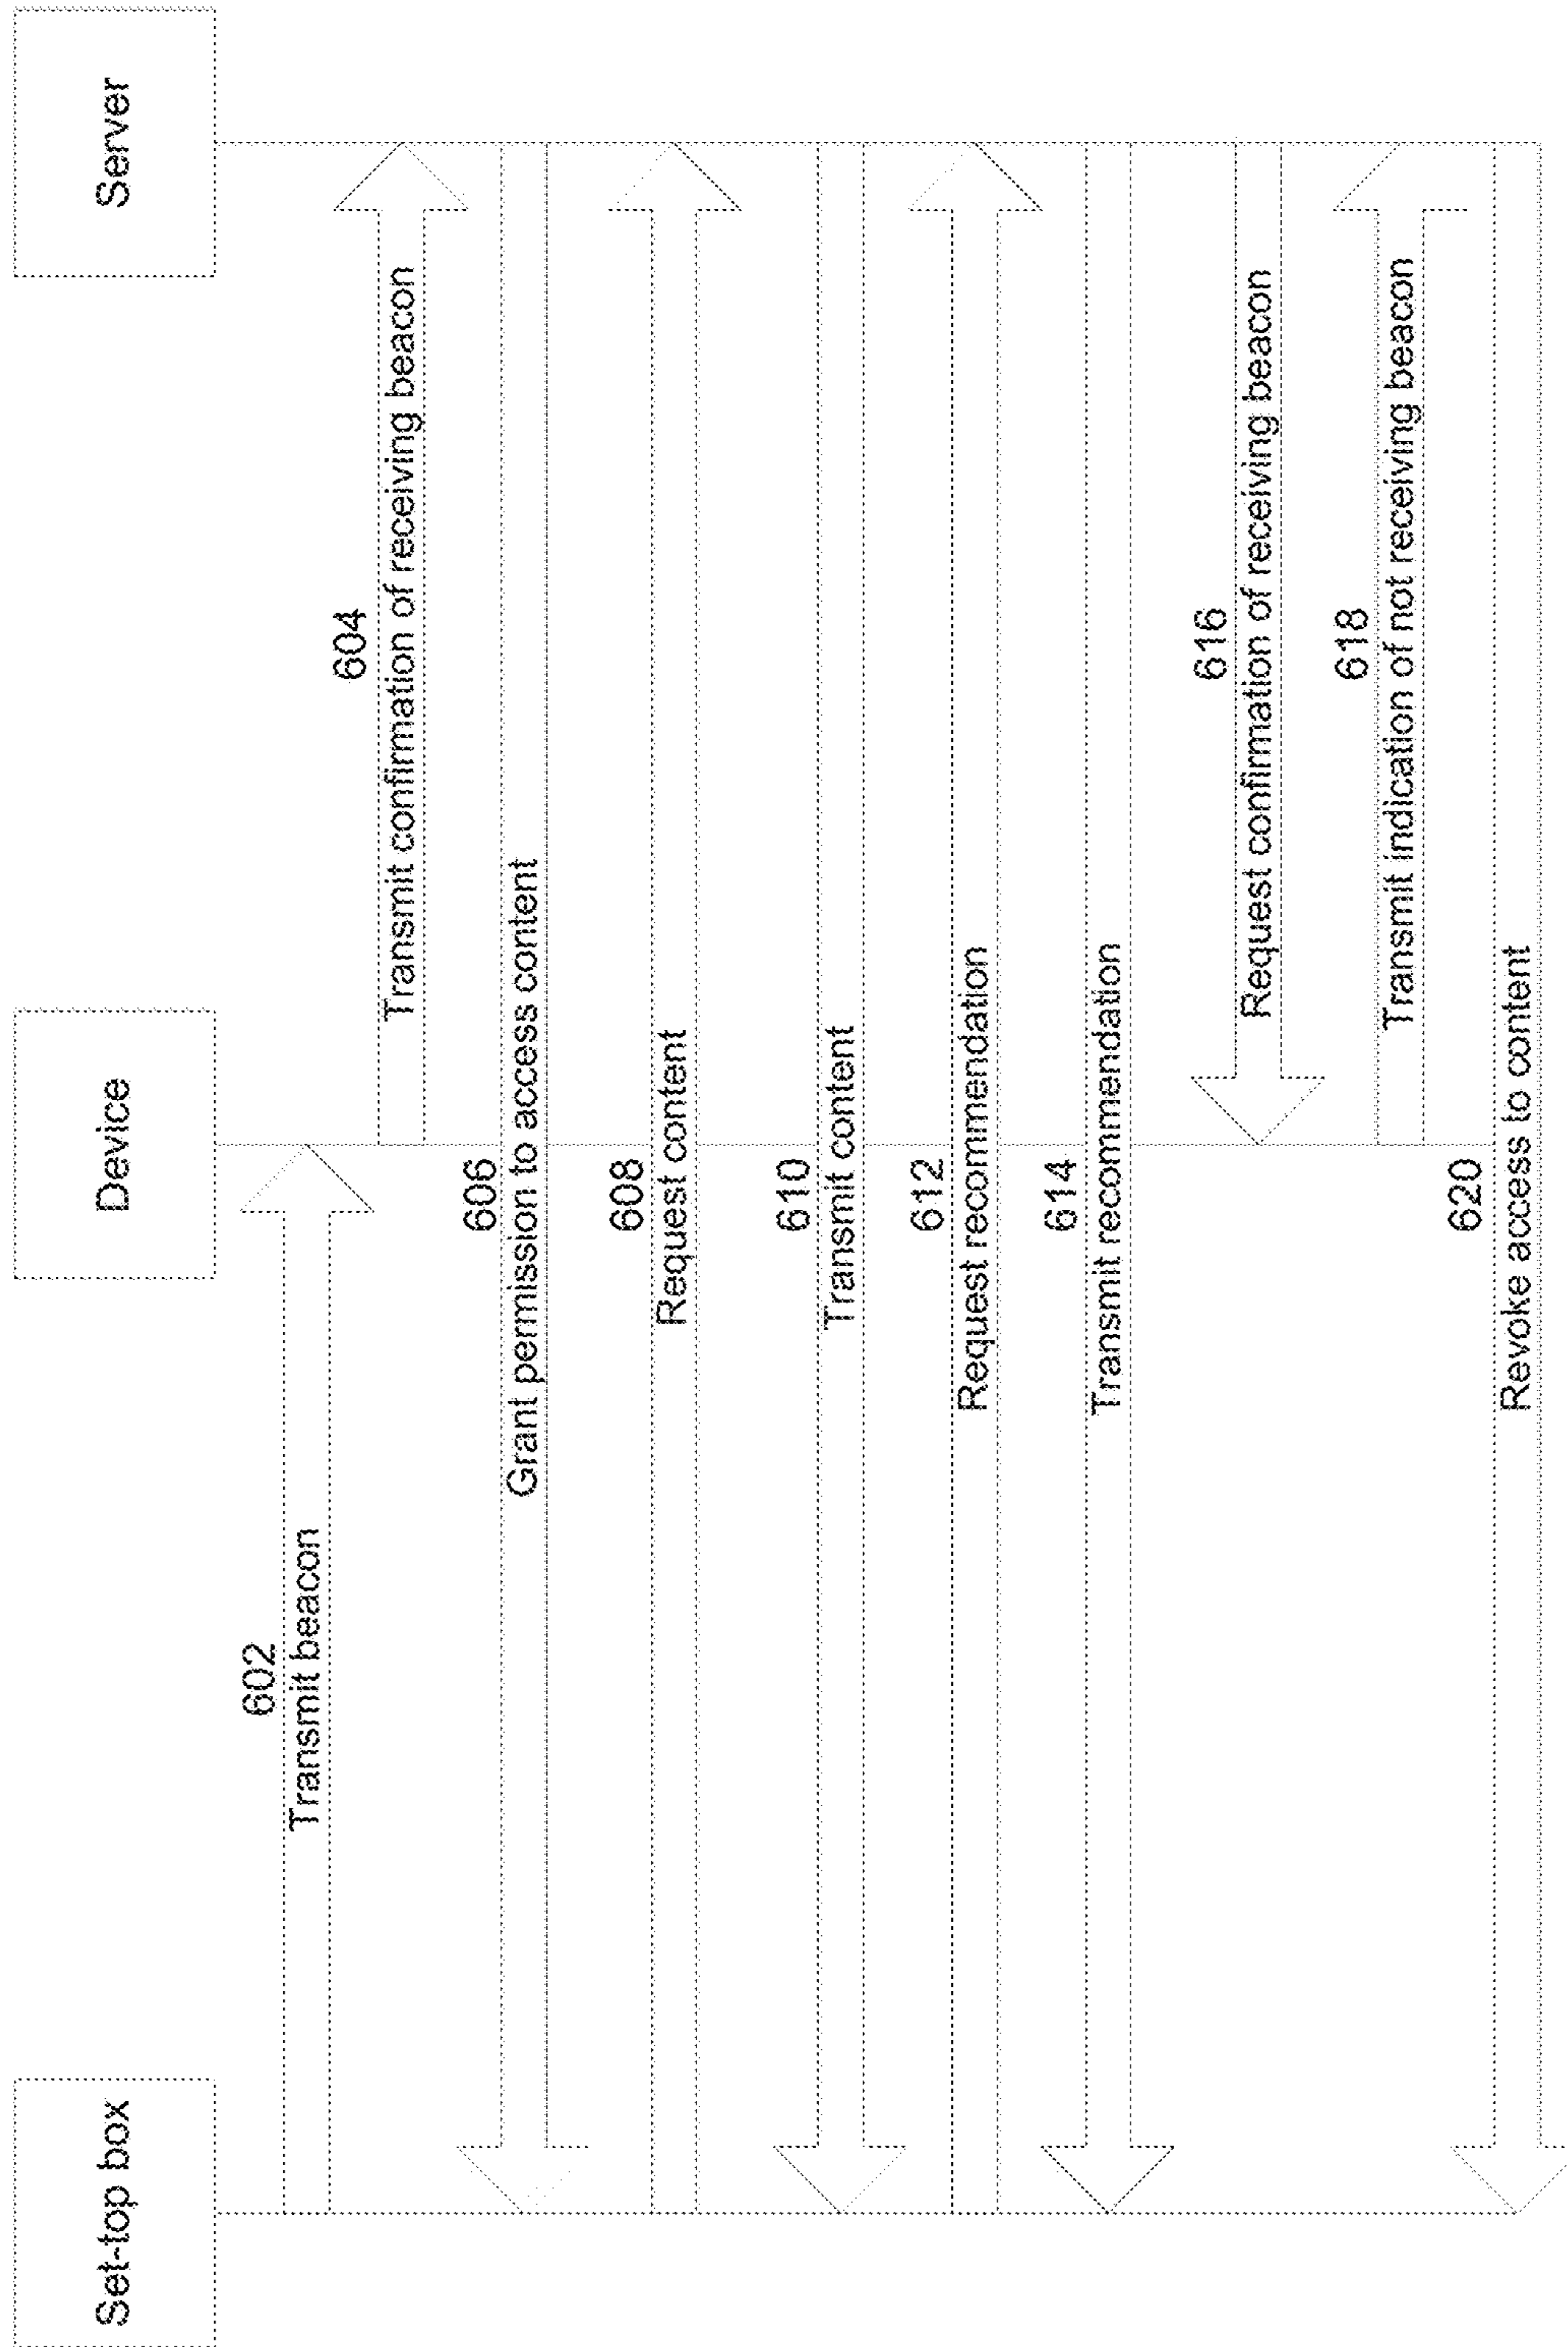 Set-top box
Device
Server
602
Transmit beacon
604
Transmit confirmation of receiving beacon
606
Grant permission to access content
608
Request content
610
Transmit content
612
Request recommendation
614
Transmit recommendation
616
Request confirmation of receiving beacon
618
Transmit indication of not receiving beacon
620
Revoke access to content